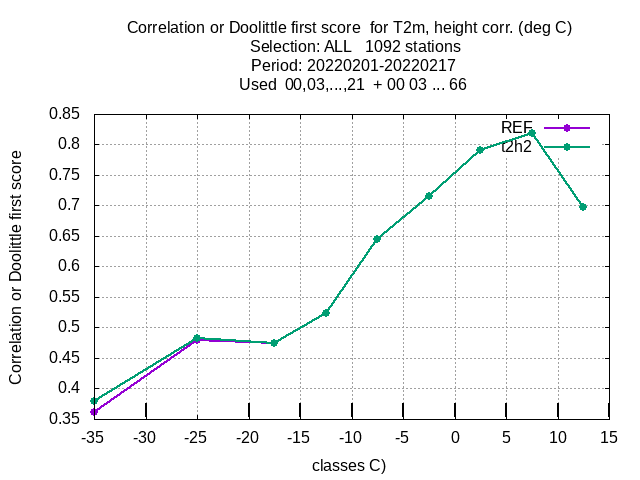 Correlation or Doolittle first score  for T2m, height corr. (deg C)
Selection: ALL   1092 stations
Period: 20220201-20220217
Used  00,03,...,21  + 00 03 ... 66
Correlation or Doolittle first score
0.85
0.8
0.75
0.7
0.65
0.6
0.55
0.5
0.45
0.4
0.35
REF
t2h2
-35 -30 -25 -20 -15 -10 -5 0 5 10 15
classes C)